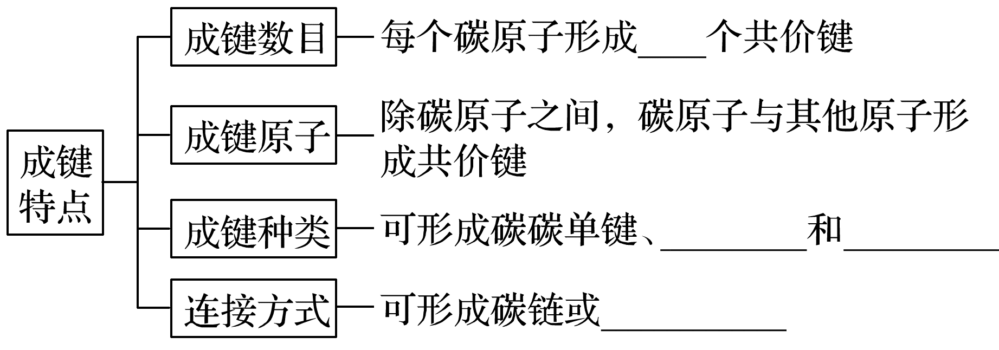 成键
特点
成键数目
每个碳原子形成____个共价键
成键原子
除碳原子之间，碳原子与其他原子形
成共价键
成键种类
可形成碳碳单键、________和________
连接方式
可形成碳链或__________